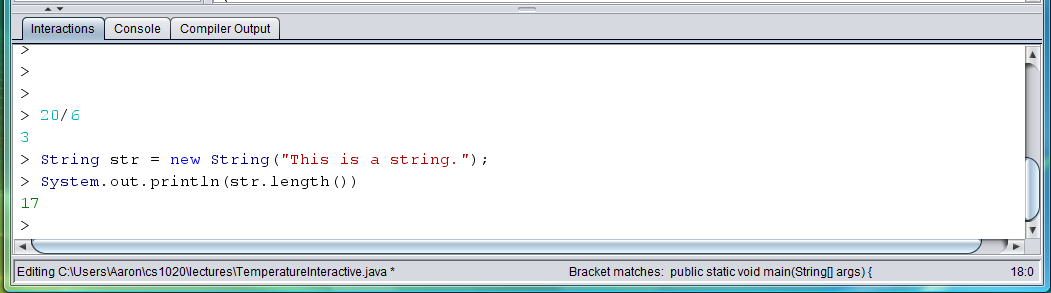 Interactions Console Compiler Output
>
>
>
> 20/6
3
> String str = new String("This is a string.");
> System.out.println(str.length())
17
>
Editing C:\Users\Aaron\cs1020\lectures\TemperatureInteractive.java * Bracket matches: public static void main(String[] args) { 18:0